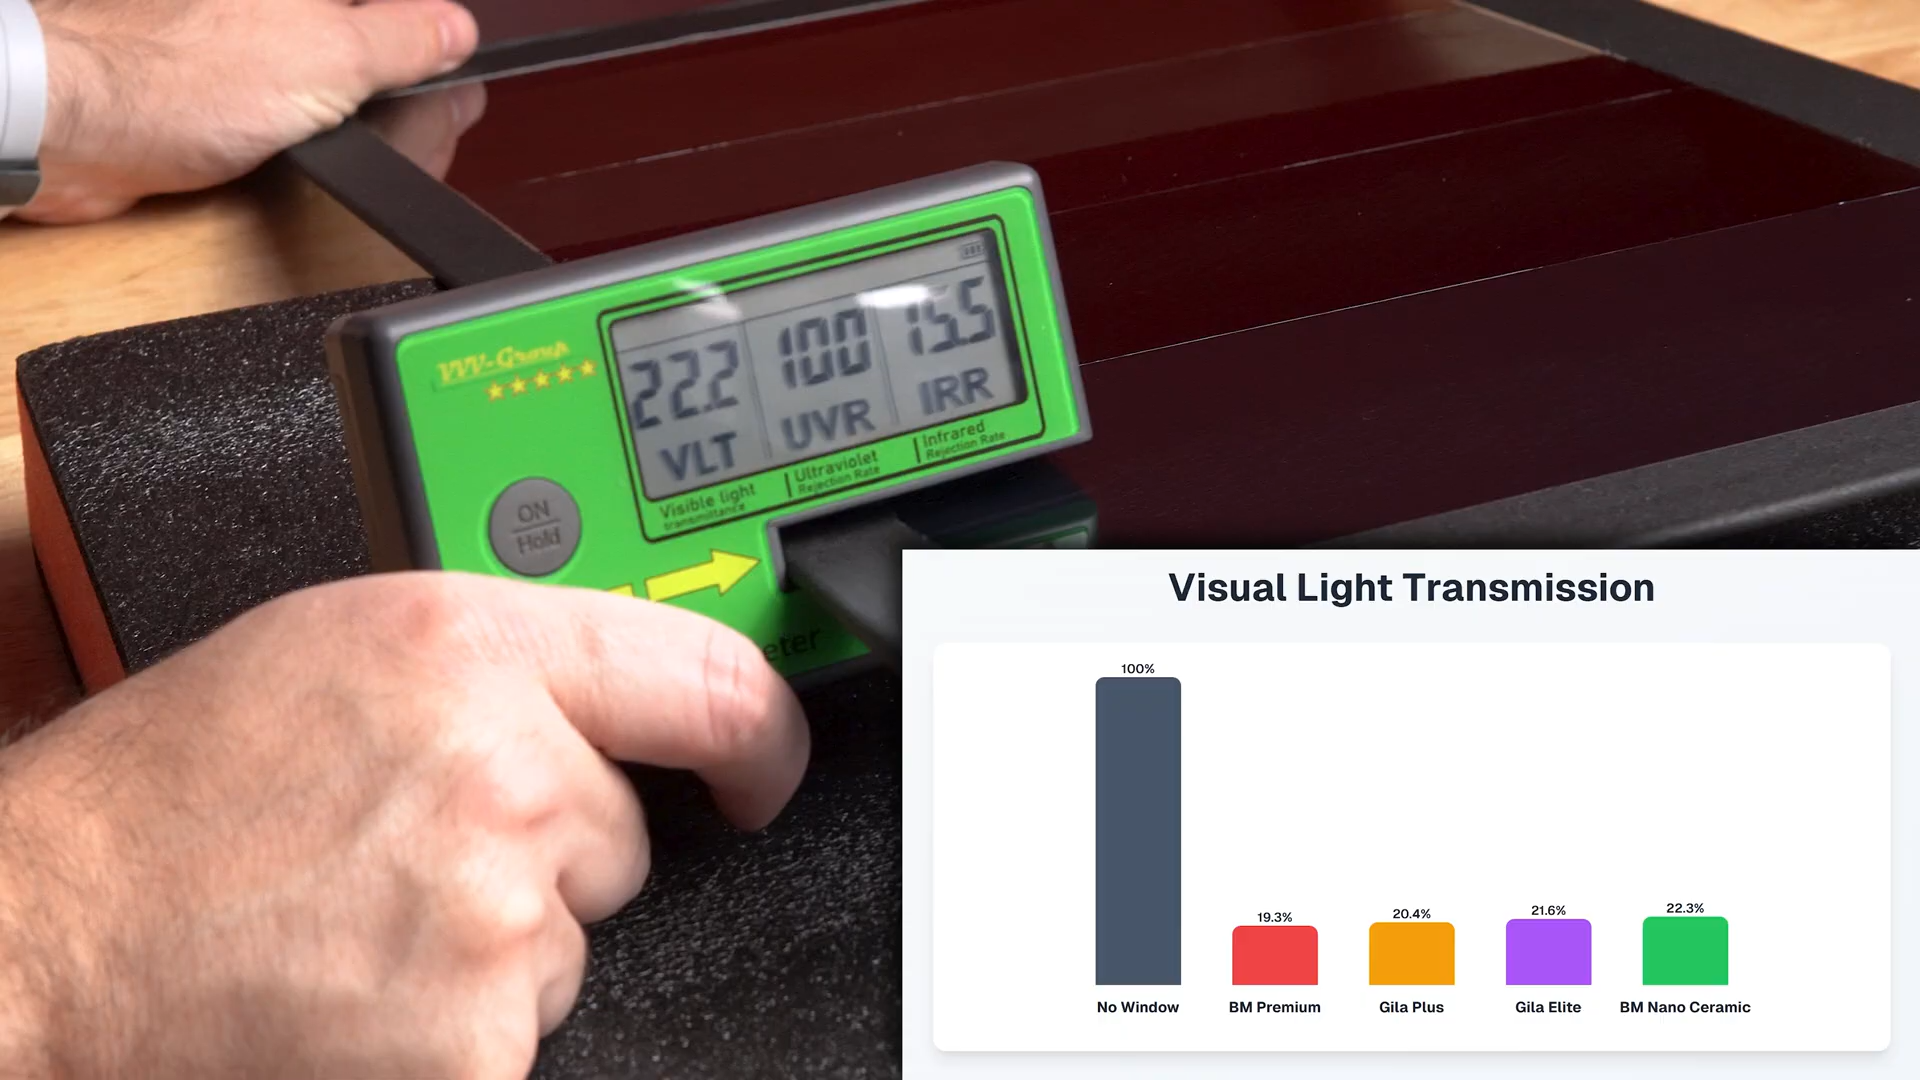 VVV-Group
22.2 100 15.5
VLT UVR IRR
Visible light transmittance
Ultraviolet Rejection Rate
Infrared Rejection Rate
ON
Hold
Visual Light Transmission
100%
19.3%
20.4%
21.6%
22.3%
No Window
BM Premium
Gila Plus
Gila Elite
BM Nano Ceramic